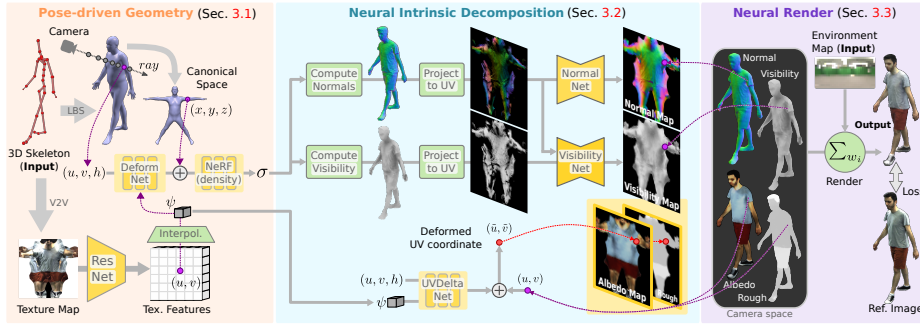 Pose-driven Geometry (Sec. 3.1)
Camera
ray
LBS
Canonical
Space
(x, y, z)
3D Skeleton
(Input)
(u, v, h)
Deform
Net
NeRF
(density)
σ
V2V
ψ
Interpol.
Res
Net
(u, v)
Texture Map
Tex. Features
Neural Intrinsic Decomposition (Sec. 3.2)
Compute
Normals
Project
to UV
Normal
Net
Normal Map
Compute
Visibility
Project
to UV
Visibility
Net
Visibility Map
Deformed
UV coordinate
(ũ, ṽ)
(u, v, h)
ψ
UVDelta
Net
(u, v)
Albedo Map
Rough
Neural Render (Sec. 3.3)
Normal
Visibility
Albedo
Rough
Camera space
Environment
Map (Input)
Output
∑ wᵢ
Render
Loss
Ref. Image